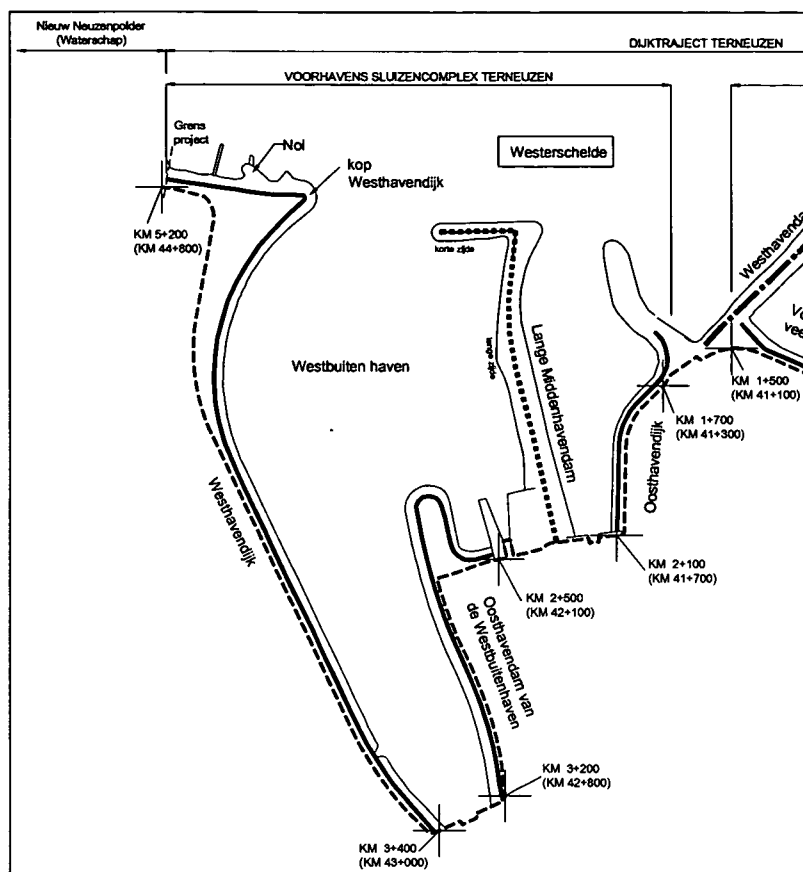 Nieuw Neuzenpolder
(Waterschap)
DIJKTRAJECT TERNEUZEN
VOORHAVENS SLUIZENCOMPLEX TERNEUZEN
Grens
project
Nol
kop
Westhavendijk
Westerschelde
KM 5+200
(KM 44+800)
korte zijde
lange zijde
Lange Middenhavendam
Westbuiten haven
Westhavendijk
Westhavenda
Ve
vee
KM 1+500
(KM 41+100)
KM 1+700
(KM 41+300)
Oosthavendijk
KM 2+100
(KM 41+700)
KM 2+500
(KM 42+100)
Oosthavendam van
de Westbuitenhaven
KM 3+200
(KM 42+800)
KM 3+400
(KM 43+000)